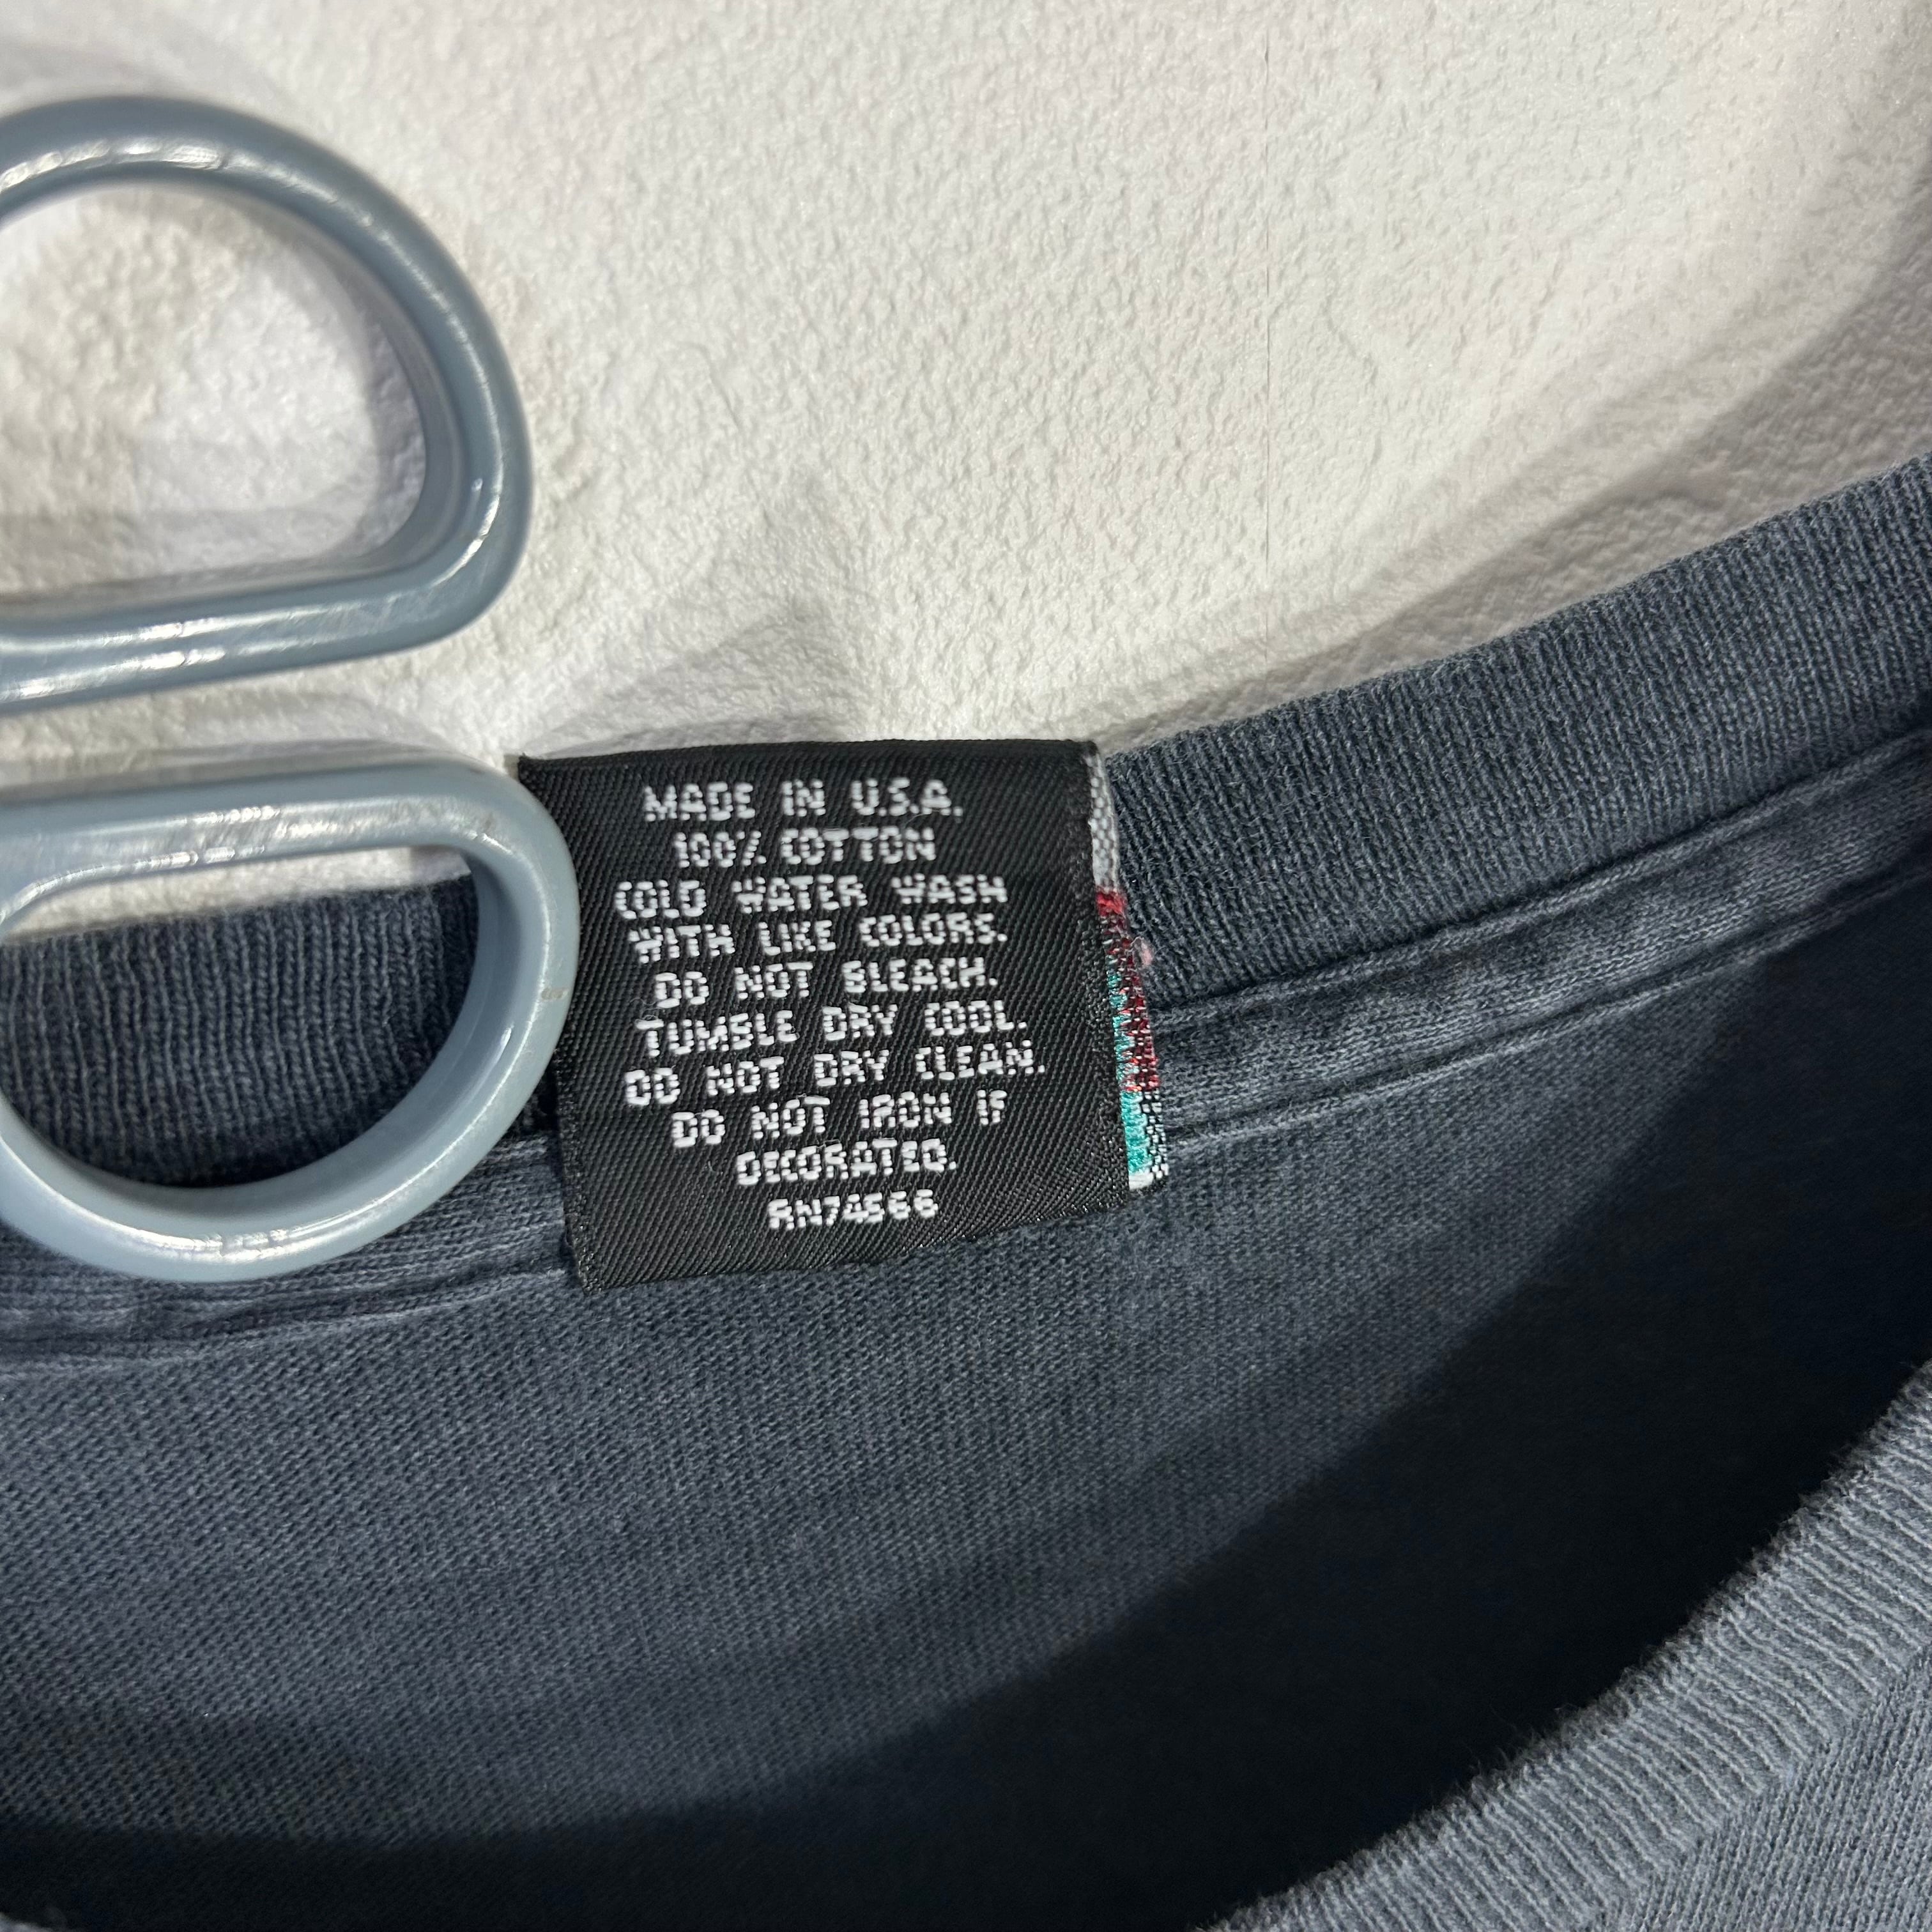 MADE IN U.S.A.
100% COTTON
COLD WATER WASH
WITH LIKE COLORS.
DO NOT BLEACH.
TUMBLE DRY COOL.
DO NOT DRY CLEAN.
DO NOT IRON IF
DECORATED.
RN74566